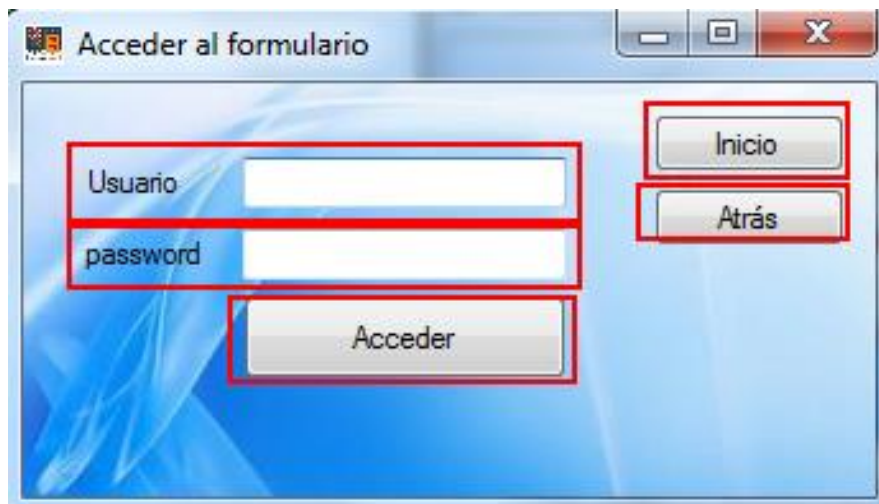 Acceder al formulario
Usuario
Inicio
Atrás
password
Acceder